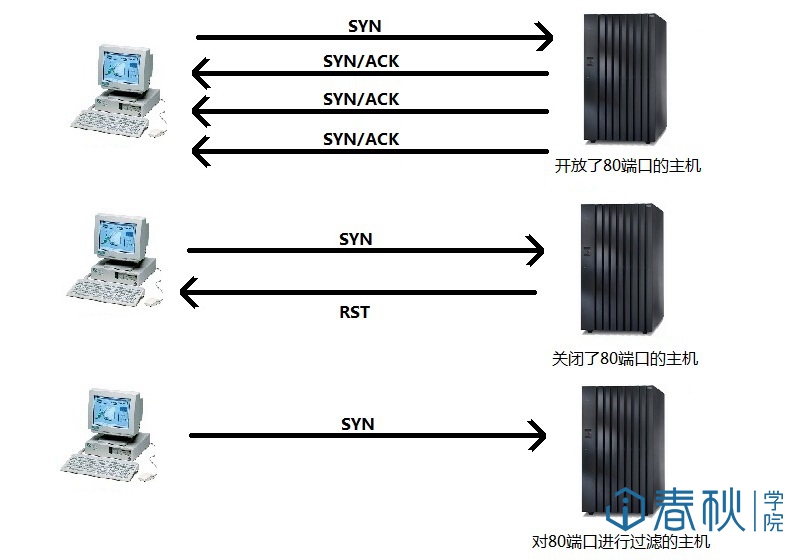 SYN
SYN/ACK
SYN/ACK
SYN/ACK
开放了80端口的主机
SYN
RST
关闭了80端口的主机
SYN
春秋学院
对80端口进行过滤的主机